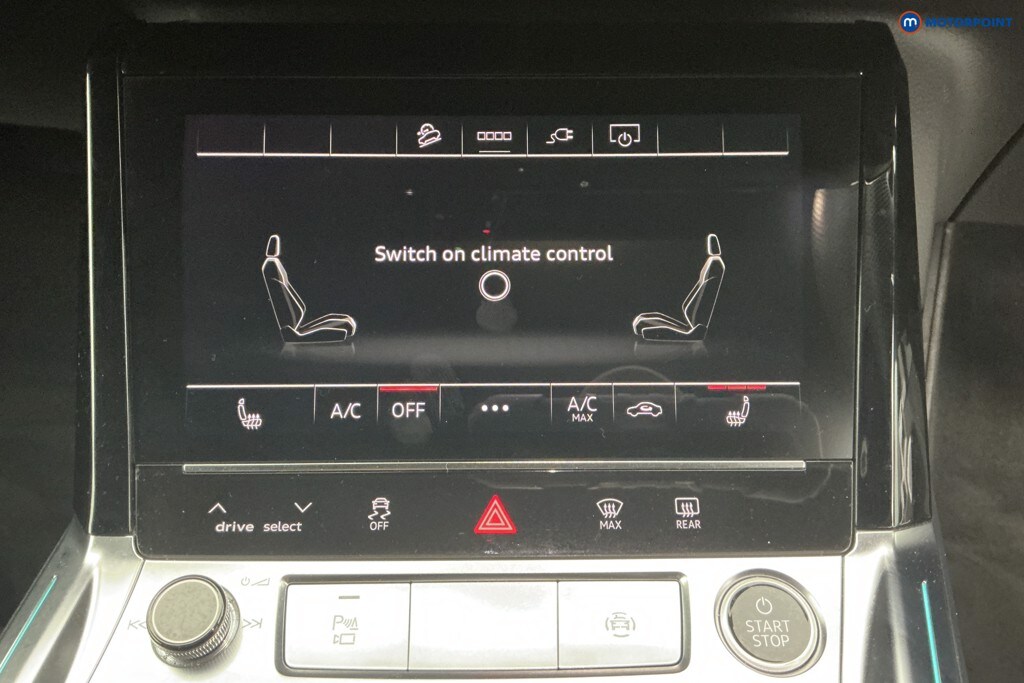 m MOTORPOINT
Switch on climate control
A/C OFF ••• A/C MAX
drive select
OFF
MAX
REAR
P
START
STOP